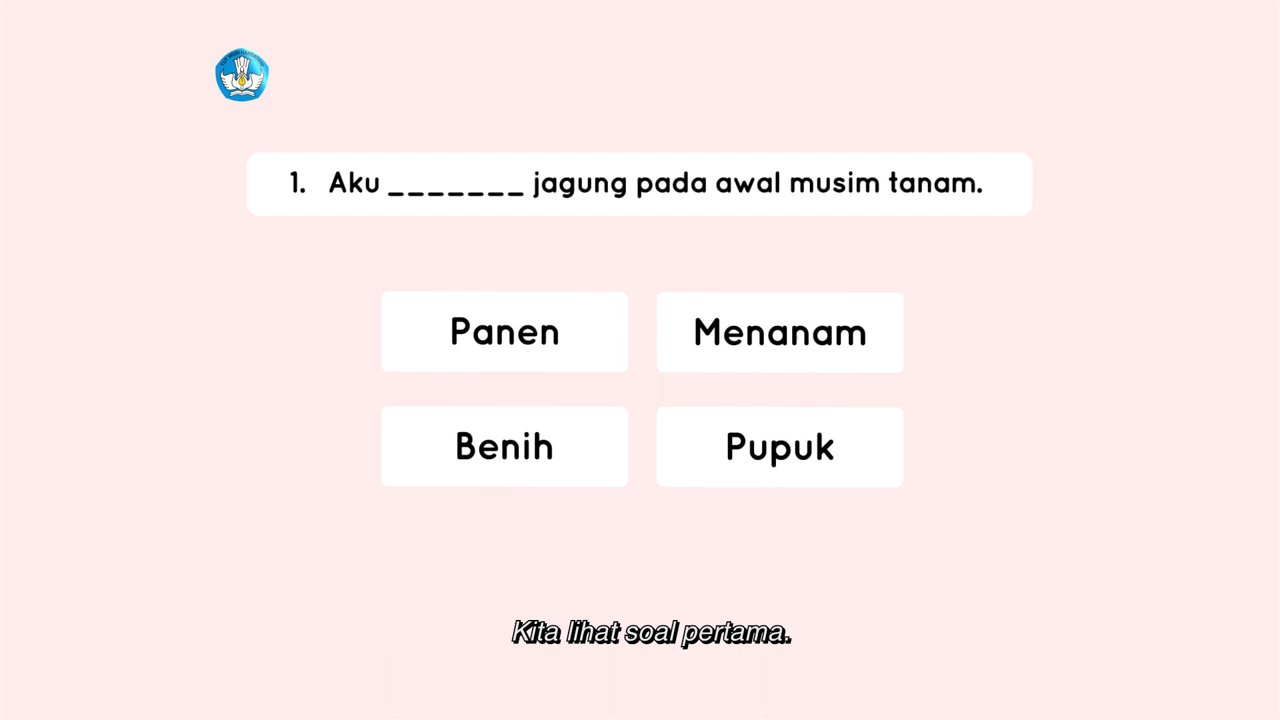 1. Aku _______ jagung pada awal musim tanam.
Panen
Menanam
Benih
Pupuk
Kita lihat soal pertama.